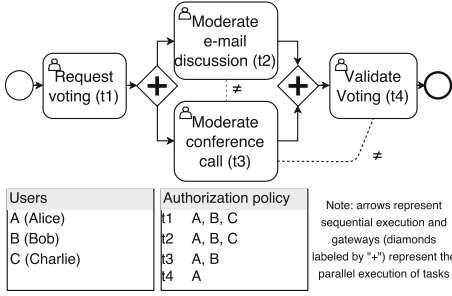 Request
voting (t1)
Moderate
e-mail
discussion (t2)
≠
Moderate
conference
call (t3)
Validate
Voting (t4)
≠
Users
A (Alice)
B (Bob)
C (Charlie)
Authorization policy
t1 A, B, C
t2 A, B, C
t3 A, B
t4 A
Note: arrows represent
sequential execution and
gateways (diamonds
labeled by "+") represent the
parallel execution of tasks